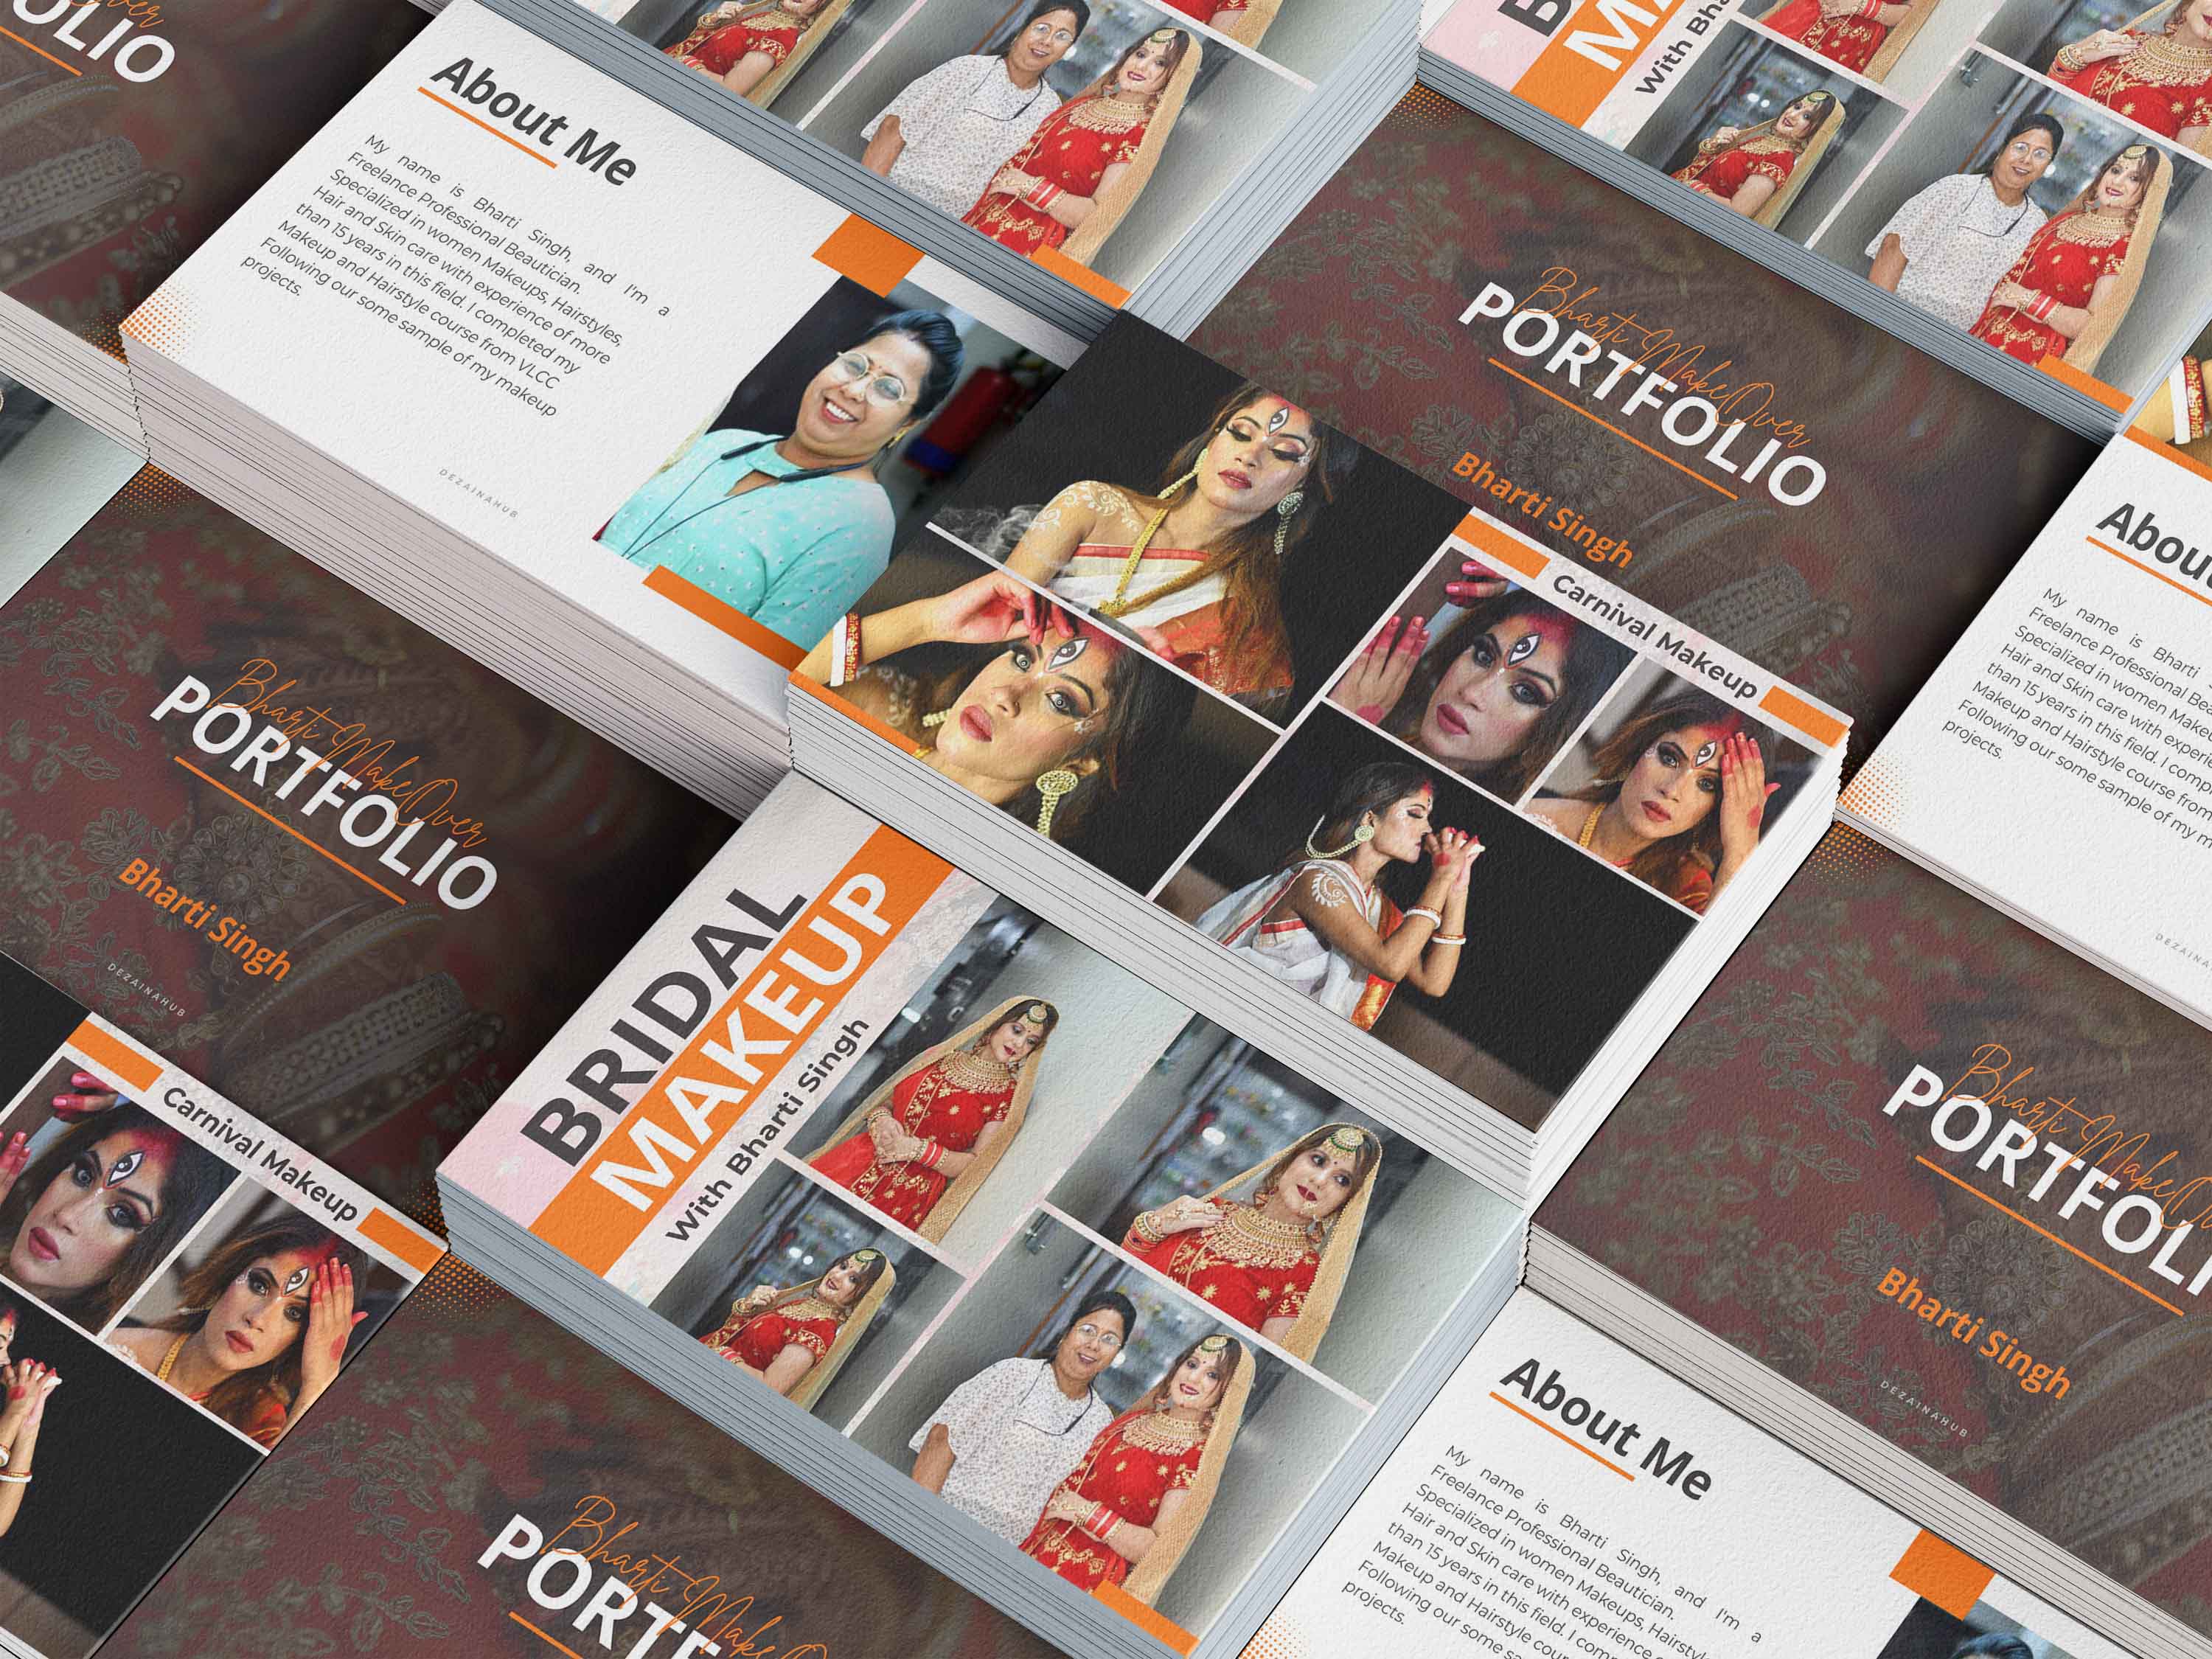 OLIO
About Me
My name is Bharti Singh, and I'm a
Freelance Professional Beautician.
Specialized in women Makeups, Hairstyles,
Hair and Skin care with experience of more
than 15 years in this field. I completed my
Makeup and Hairstyle course from VLCC
Following our some sample of my makeup
projects.
DEZAINAHUB
MA
With Bha
Bharti MakeOver
PORTFOLIO
Bharti Singh
Carnival Makeup
About
My name is Bharti
Freelance Professional Bea
Specialized in women Make
Hair and Skin care with experie
than 15 years in this field. I comp
Makeup and Hairstyle course from
Following our some sample of my m
projects.
DEZAINA
Bharti MakeOver
PORTFOLIO
Bharti Singh
DEZAINAHUB
Carnival Makeup
BRIDAL
MAKEUP
With Bharti Singh
Bharti MakeO
PORTFOLI
Bharti Singh
DEZAINAHUB
About Me
My name is Bharti Singh, and I'm a
Freelance Professional Beautician.
Specialized in women Makeups, Hairstyl
Hair and Skin care with experience
than 15 years in this field. I complete
Makeup and Hairstyle cour
Following our some s
projects.
Bharti MakeO
PORTF